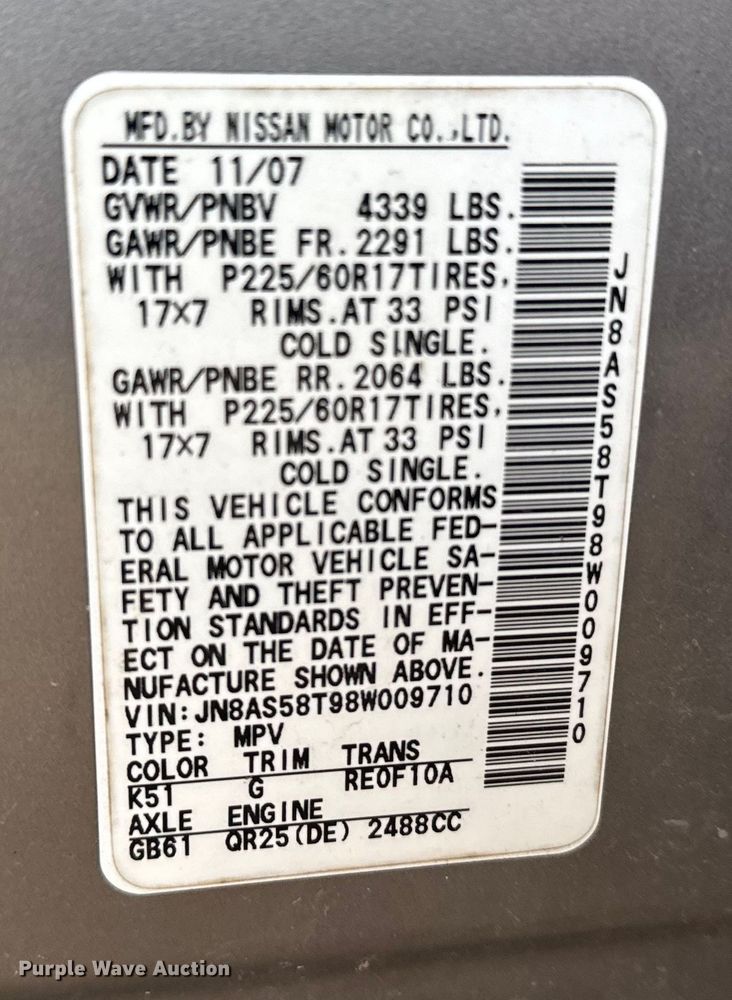 MFD.BY NISSAN MOTOR CO.,LTD.
DATE 11/07
GVWR/PNBV 4339 LBS.
GAWR/PNBE FR.2291 LBS.
WITH P225/60R17TIRES,
17X7 RIMS.AT 33 PSI
COLD SINGLE.
GAWR/PNBE RR.2064 LBS.
WITH P225/60R17TIRES,
17X7 RIMS.AT 33 PSI
COLD SINGLE.
THIS VEHICLE CONFORMS
TO ALL APPLICABLE FED-
ERAL MOTOR VEHICLE SA-
FETY AND THEFT PREVEN-
TION STANDARDS IN EFF-
ECT ON THE DATE OF MA-
NUFACTURE SHOWN ABOVE.
VIN:JN8AS58T98W009710
TYPE: MPV
COLOR TRIM TRANS
K51 G RE0F10A
AXLE ENGINE
GB61 QR25(DE) 2488CC
JN8AS58T98W009710
Purple Wave Auction